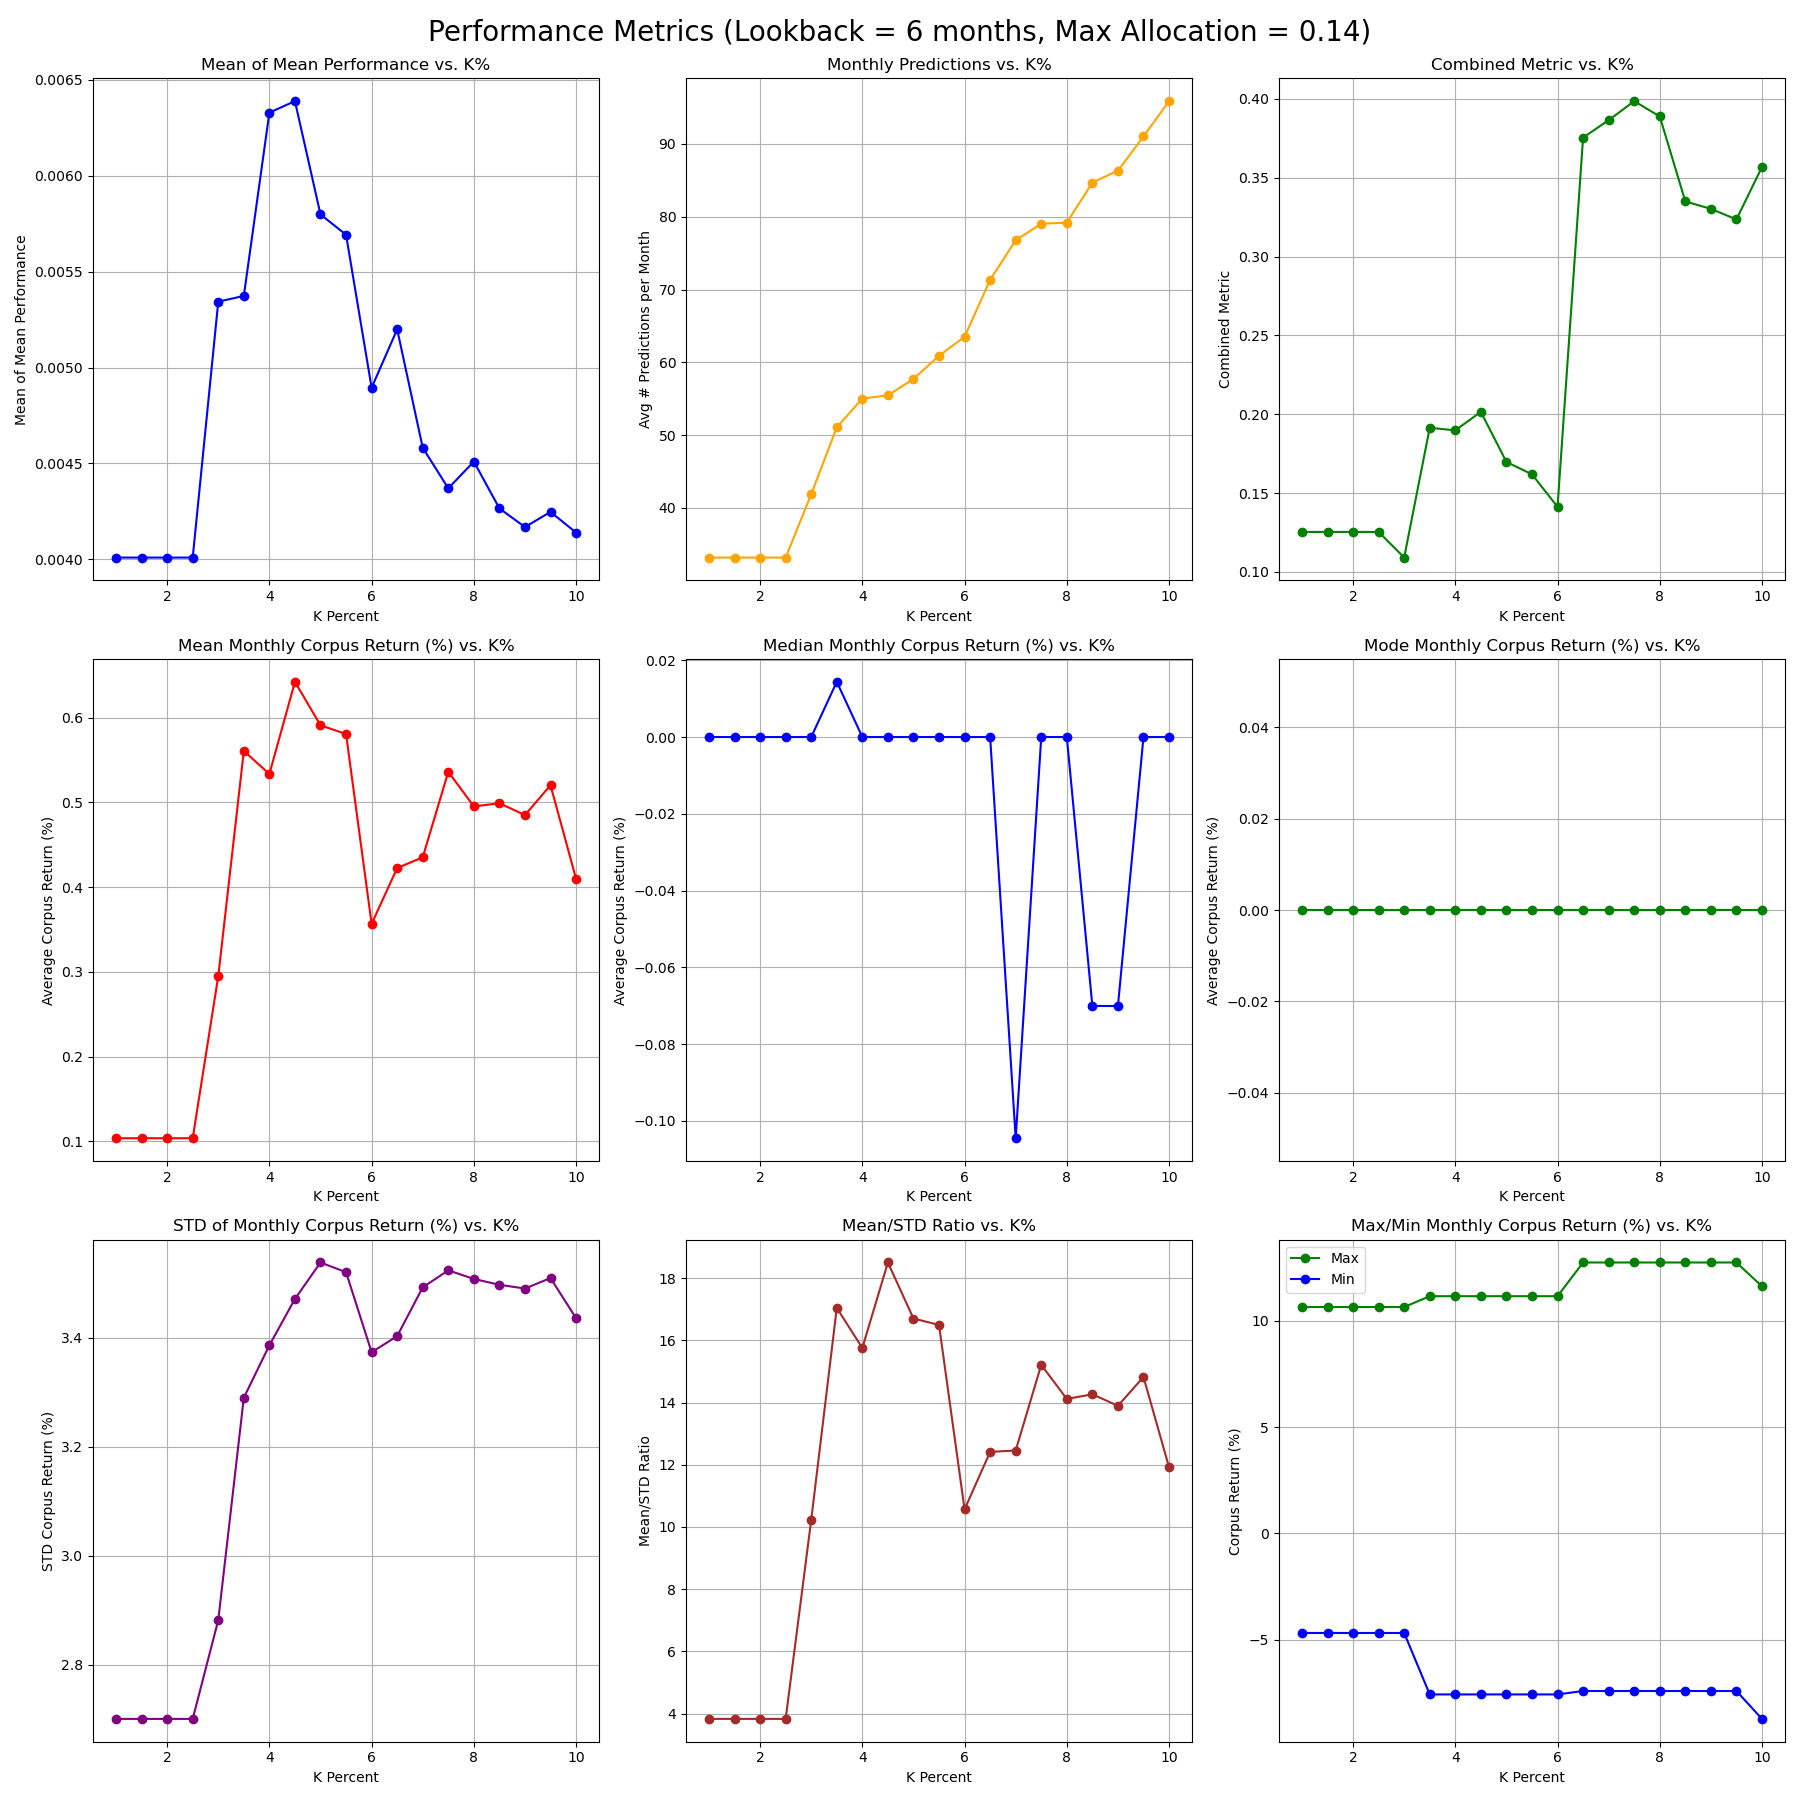 Performance Metrics (Lookback = 6 months, Max Allocation = 0.14)
Mean of Mean Performance vs. K%
Mean of Mean Performance
0.0065
0.0060
0.0055
0.0050
0.0045
0.0040
2 4 6 8 10
K Percent
Monthly Predictions vs. K%
Avg # Predictions per Month
90
80
70
60
50
40
2 4 6 8 10
K Percent
Combined Metric vs. K%
Combined Metric
0.40
0.35
0.30
0.25
0.20
0.15
0.10
2 4 6 8 10
K Percent
Mean Monthly Corpus Return (%) vs. K%
Average Corpus Return (%)
0.6
0.5
0.4
0.3
0.2
0.1
2 4 6 8 10
K Percent
Median Monthly Corpus Return (%) vs. K%
Average Corpus Return (%)
0.02
0.00
−0.02
−0.04
−0.06
−0.08
−0.10
2 4 6 8 10
K Percent
Mode Monthly Corpus Return (%) vs. K%
Average Corpus Return (%)
0.04
0.02
0.00
−0.02
−0.04
2 4 6 8 10
K Percent
STD of Monthly Corpus Return (%) vs. K%
STD Corpus Return (%)
3.4
3.2
3.0
2.8
2 4 6 8 10
K Percent
Mean/STD Ratio vs. K%
Mean/STD Ratio
18
16
14
12
10
8
6
4
2 4 6 8 10
K Percent
Max/Min Monthly Corpus Return (%) vs. K%
Max
Min
Corpus Return (%)
10
5
0
−5
2 4 6 8 10
K Percent